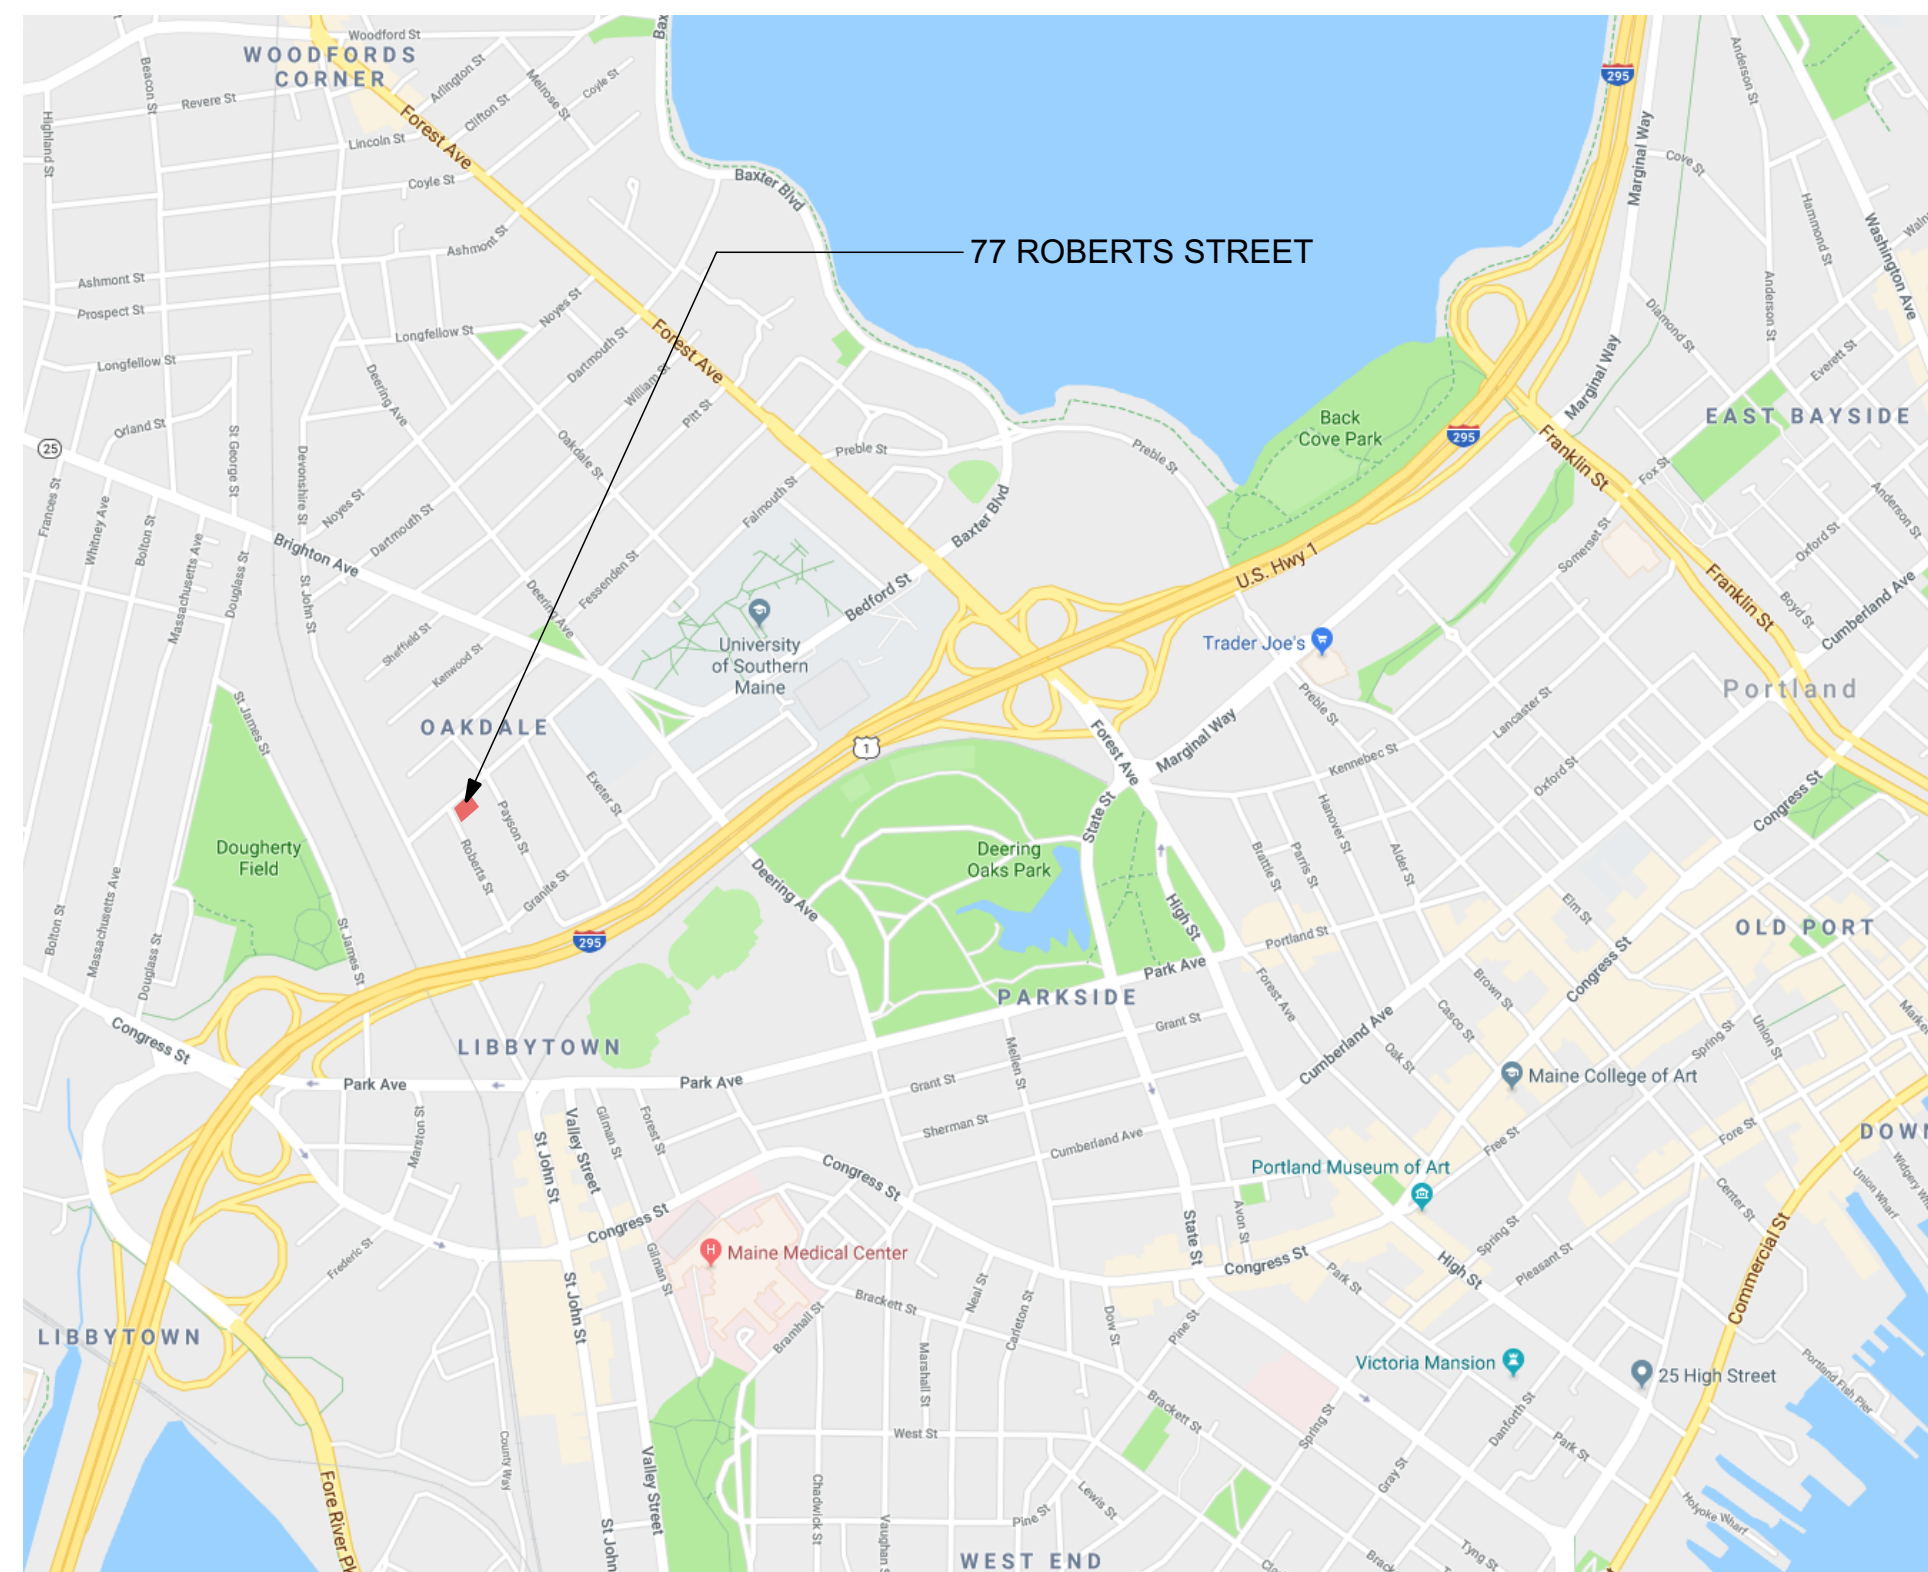 Woodford St
WOODFORDS
CORNER
Beacon St
Revere St
Arlington St
Melrose St
Coyle St
Clifton St
Highland St
Lincoln St
Forest Ave
Coyle St
Baxter Blvd
295
Marginal Way
Anderson St
Cove St
Hammond St
Washington Ave
77 ROBERTS STREET
Ashmont St
Ashmont St
Prospect St
Noyes St
Longfellow St
Longfellow St
Dartmouth St
Forest Ave
William St
Pitt St
Deering Ave
Diamond St
Anderson St
Everett St
Marginal Way
EAST BAYSIDE
Back
Cove Park
295
Orland St
St George St
Devonshire St
25
Oakdale St
Preble St
Preble St
Franklin St
Fox St
Frances St
Whitney Ave
Bolton St
Massachusetts Ave
Douglass St
Noyes St
Dartmouth St
Falmouth St
Baxter Blvd
Anderson St
Oxford St
Somerset St
Brighton Ave
St John St
Deering Ave
Fessenden St
Bedford St
U.S. Hwy 1
Franklin St
Boyd St
Cumberland Ave
University
of Southern
Maine
Trader Joe's
Sheffield St
Kenwood St
OAKDALE
St James St
Preble St
Lancaster St
Portland
1
Forest Ave
Marginal Way
Kennebec St
Oxford St
Exeter St
Payson St
Roberts St
Granite St
Dougherty
Field
Deering
Oaks Park
State St
Hanover St
Congress St
Brattle St
Parris St
Alder St
Elm St
Deering Ave
High St
Bolton St
Massachusetts Ave
Douglass St
St James St
295
Portland St
OLD PORT
Park Ave
PARKSIDE
Forest Ave
Brown St
Congress St
Casco St
Grant St
Cumberland Ave
Oak St
Spring St
Union St
Congress St
LIBBYTOWN
Park Ave
Park Ave
Grant St
Mellen St
Maine College of Art
Marston St
Valley Street
Gilman St
Forest St
Sherman St
Cumberland Ave
Free St
Fore St
St John St
Congress St
Portland Museum of Art
Center St
Union Wharf
Congress St
Avon St
State St
Gilman St
Maine Medical Center
Frederic St
Congress St
High St
Spring St
Pleasant St
Commercial St
St John St
Brackett St
Neal St
Carleton St
Dow St
Pine St
Park St
Bramhall St
LIBBYTOWN
Marshall St
Victoria Mansion
25 High Street
Portland Fish Pier
Brackett St
Danforth St
Park St
Spring St
West St
County Way
Valley Street
Fore River
Chadwick St
Vaughan
Lewis St
Pine St
Gray St
Holyoke Wharf
Tyng St
St John
WEST END